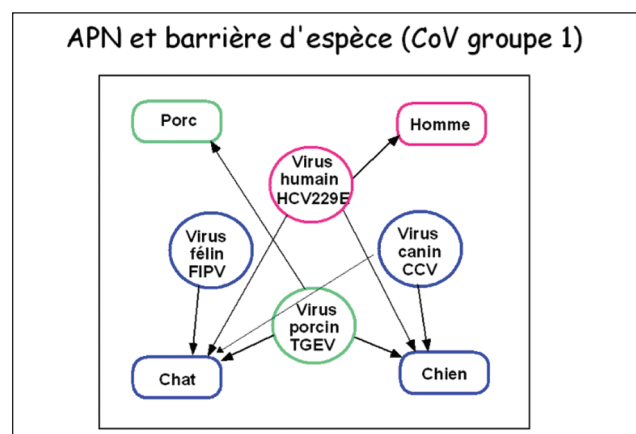 APN et barrière d'espèce (CoV groupe 1)
Porc
Homme
Virus
humain
HCV229E
Virus
félin
FIPV
Virus
canin
CCV
Virus
porcin
TGEV
Chat
Chien